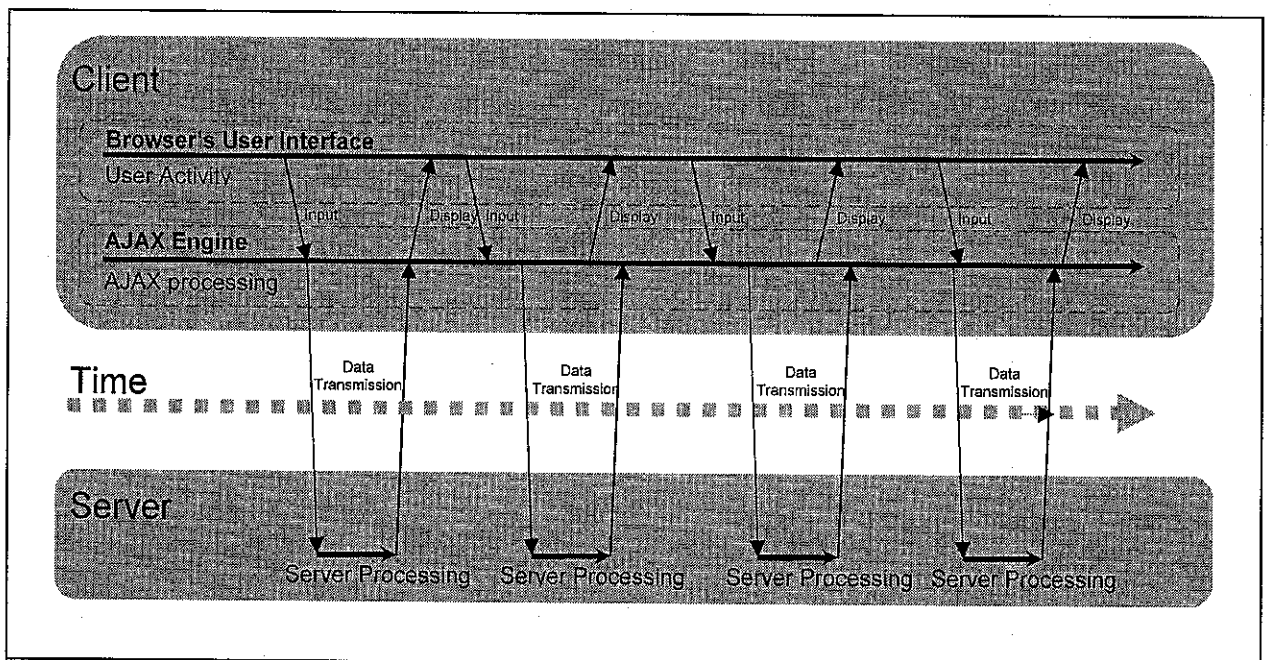 Client
Browser's User Interface
User Activity
Input
Display
Input
Display
Input
Display
Input
Display
AJAX Engine
AJAX processing
Time
Data
Transmission
Data
Transmission
Data
Transmission
Data
Transmission
Server
Server Processing
Server Processing
Server Processing
Server Processing